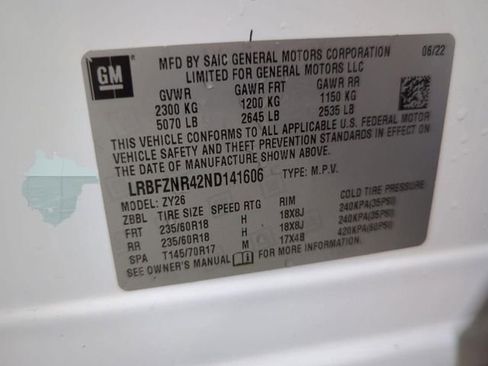 GM
MFD BY SAIC GENERAL MOTORS CORPORATION 06/22
LIMITED FOR GENERAL MOTORS LLC
GVWR GAWR FRT GAWR RR
2300 KG 1200 KG 1150 KG
5070 LB 2645 LB 2535 LB
THIS VEHICLE CONFORMS TO ALL APPLICABLE U.S. FEDERAL MOTOR
VEHICLE SAFETY AND THEFT PREVENTION STANDARDS IN EFFECT ON
THE DATE OF MANUFACTURE SHOWN ABOVE.
LRBFZNR42ND141606 TYPE: M.P.V.
MODEL: ZY26
ZBBL TIRE SIZE SPEED RTG RIM COLD TIRE PRESSURE
FRT 235/60R18 H 18X8J 240KPA(35PSI)
RR 235/60R18 H 18X8J 240KPA(35PSI)
SPA T145/70R17 M 17X4B 420KPA(60PSI)
SEE OWNER'S MANUAL FOR MORE INFORMATION.